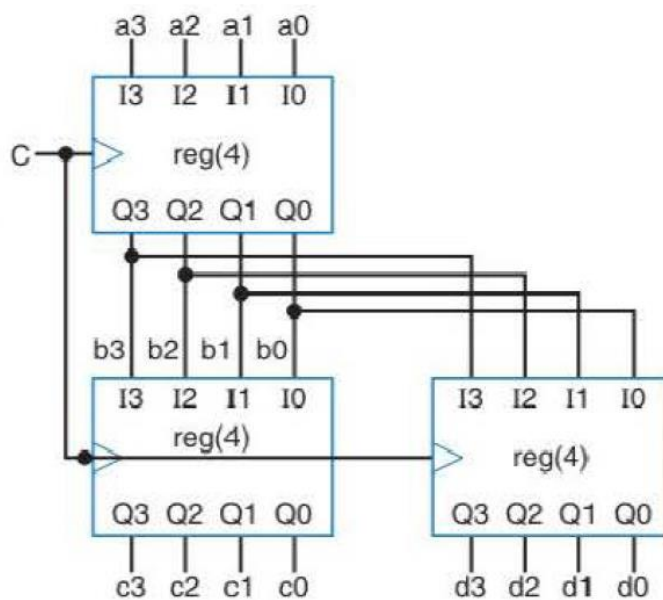 a3 a2 a1 a0
I3 I2 I1 I0
C reg(4)
Q3 Q2 Q1 Q0
b3 b2 b1 b0
I3 I2 I1 I0 I3 I2 I1 I0
reg(4)
reg(4)
Q3 Q2 Q1 Q0 Q3 Q2 Q1 Q0
c3 c2 c1 c0 d3 d2 d1 d0